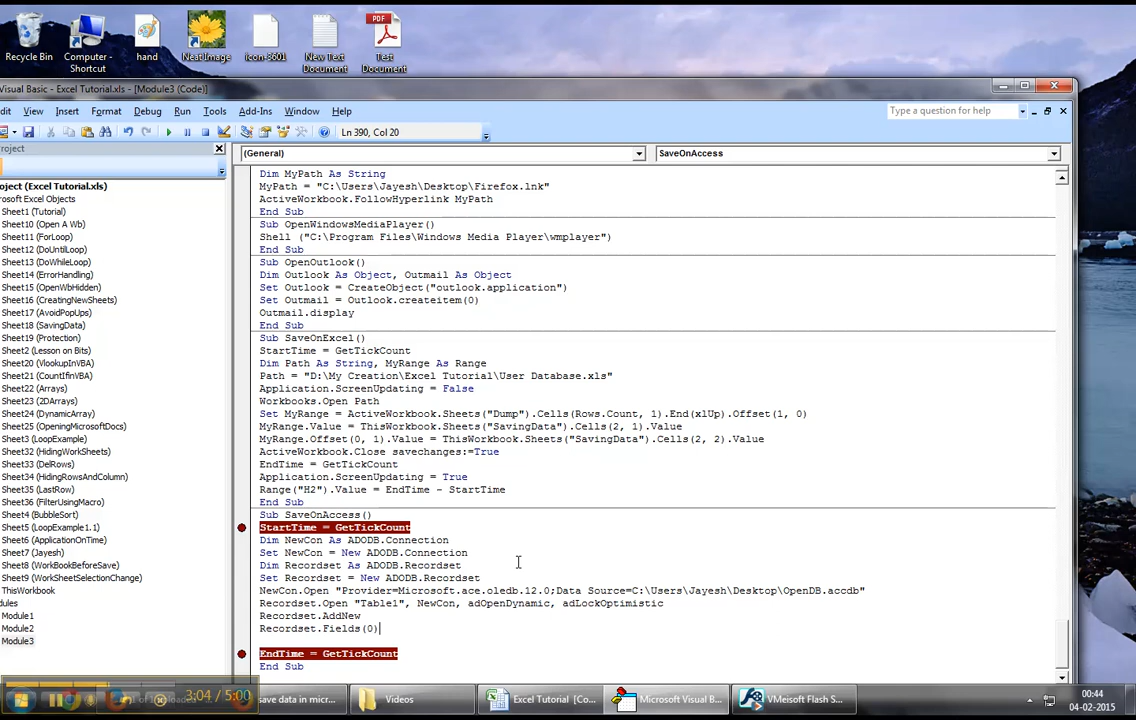 Recycle Bin
Computer - Shortcut
hand
Neat Image
icon-3601
New Text Document
PDF
Test Document
Visual Basic - Excel Tutorial.xls - [Module3 (Code)]
dit View Insert Format Debug Run Tools Add-Ins Window Help
Type a question for help
Ln 390, Col 20
roject
(General)
SaveOnAccess
oject (Excel Tutorial.xls)
rosoft Excel Objects
Sheet1 (Tutorial)
Sheet10 (Open A Wb)
Sheet11 (ForLoop)
Sheet12 (DoUntilLoop)
Sheet13 (DoWhileLoop)
Sheet14 (ErrorHandling)
Sheet15 (OpenWbHidden)
Sheet16 (CreatingNewSheets)
Sheet17 (AvoidPopUps)
Sheet18 (SavingData)
Sheet19 (Protection)
Sheet2 (Lesson on Bits)
Sheet20 (VlookupInVBA)
Sheet21 (CountIfinVBA)
Sheet22 (Arrays)
Sheet23 (2DArrays)
Sheet24 (DynamicArray)
Sheet25 (OpeningMicrosoftDocs)
Sheet3 (LoopExample)
Sheet32 (HidingWorkSheets)
Sheet33 (DelRows)
Sheet34 (HidingRowsAndColumn)
Sheet35 (LastRow)
Sheet36 (FilterUsingMacro)
Sheet4 (BubbleSort)
Sheet5 (LoopExample1.1)
Sheet6 (ApplicationOnTime)
Sheet7 (Jayesh)
Sheet8 (WorkBookBeforeSave)
Sheet9 (WorkSheetSelectionChange)
ThisWorkbook
dules
Module1
Module2
Module3
Dim MyPath As String
MyPath = "C:\Users\Jayesh\Desktop\Firefox.lnk"
ActiveWorkbook.FollowHyperlink MyPath
End Sub
Sub OpenWindowsMediaPlayer()
Shell ("C:\Program Files\Windows Media Player\wmplayer")
End Sub
Sub OpenOutlook()
Dim Outlook As Object, Outmail As Object
Set Outlook = CreateObject("outlook.application")
Set Outmail = Outlook.createitem(0)
Outmail.display
End Sub
Sub SaveOnExcel()
StartTime = GetTickCount
Dim Path As String, MyRange As Range
Path = "D:\My Creation\Excel Tutorial\User Database.xls"
Application.ScreenUpdating = False
Workbooks.Open Path
Set MyRange = ActiveWorkbook.Sheets("Dump").Cells(Rows.Count, 1).End(xlUp).Offset(1, 0)
MyRange.Value = ThisWorkbook.Sheets("SavingData").Cells(2, 1).Value
MyRange.Offset(0, 1).Value = ThisWorkbook.Sheets("SavingData").Cells(2, 2).Value
ActiveWorkbook.Close savechanges:=True
EndTime = GetTickCount
Application.ScreenUpdating = True
Range("H2").Value = EndTime - StartTime
End Sub
Sub SaveOnAccess()
StartTime = GetTickCount
Dim NewCon As ADODB.Connection
Set NewCon = New ADODB.Connection
Dim Recordset As ADODB.Recordset
Set Recordset = New ADODB.Recordset
NewCon.Open "Provider=Microsoft.ace.oledb.12.0;Data Source=C:\Users\Jayesh\Desktop\OpenDB.accdb"
Recordset.Open "Table1", NewCon, adOpenDynamic, adLockOptimistic
Recordset.AddNew
Recordset.Fields(0)
EndTime = GetTickCount
End Sub
3:04 / 5:00
save data in micr...
Videos
Excel Tutorial [Co...
Microsoft Visual B...
VMeisoft Flash S...
00:44
04-02-2015